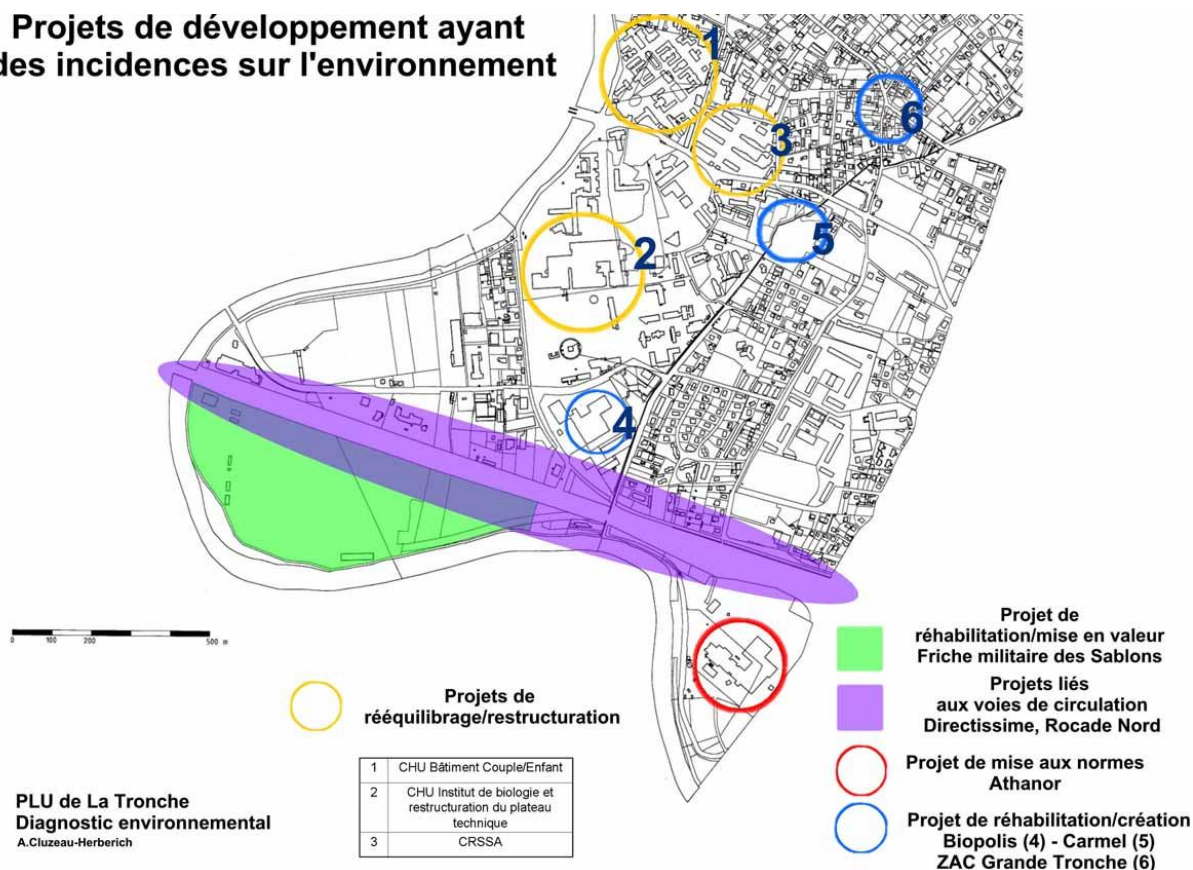 Projets de développement ayant
des incidences sur l'environnement
1
6
3
5
2
4
0 100 200 500 m
Projets de
rééquilibrage/restructuration
1 CHU Bâtiment Couple/Enfant
2 CHU Institut de biologie et
restructuration du plateau
technique
3 CRSSA
PLU de La Tronche
Diagnostic environnemental
A.Cluzeau-Herberich
Projet de
réhabilitation/mise en valeur
Friche militaire des Sablons
Projets liés
aux voies de circulation
Directissime, Rocade Nord
Projet de mise aux normes
Athanor
Projet de réhabilitation/création
Biopolis (4) - Carmel (5)
ZAC Grande Tronche (6)